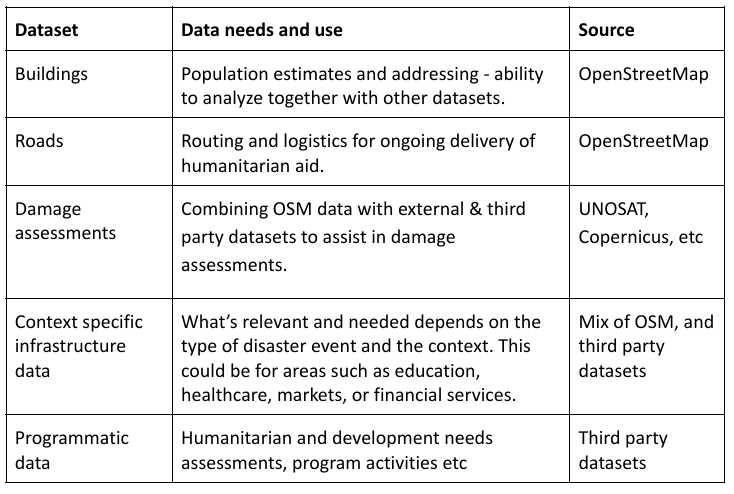 Dataset
Data needs and use
Source
Buildings
Population estimates and addressing - ability
to analyze together with other datasets.
OpenStreetMap
Roads
Routing and logistics for ongoing delivery of
humanitarian aid.
OpenStreetMap
Damage
assessments
Combining OSM data with external & third
party datasets to assist in damage
assessments.
UNOSAT,
Copernicus, etc
Context specific
infrastructure
data
What’s relevant and needed depends on the
type of disaster event and the context. This
could be for areas such as education,
healthcare, markets, or financial services.
Mix of OSM, and
third party
datasets
Programmatic
data
Humanitarian and development needs
assessments, program activities etc
Third party
datasets